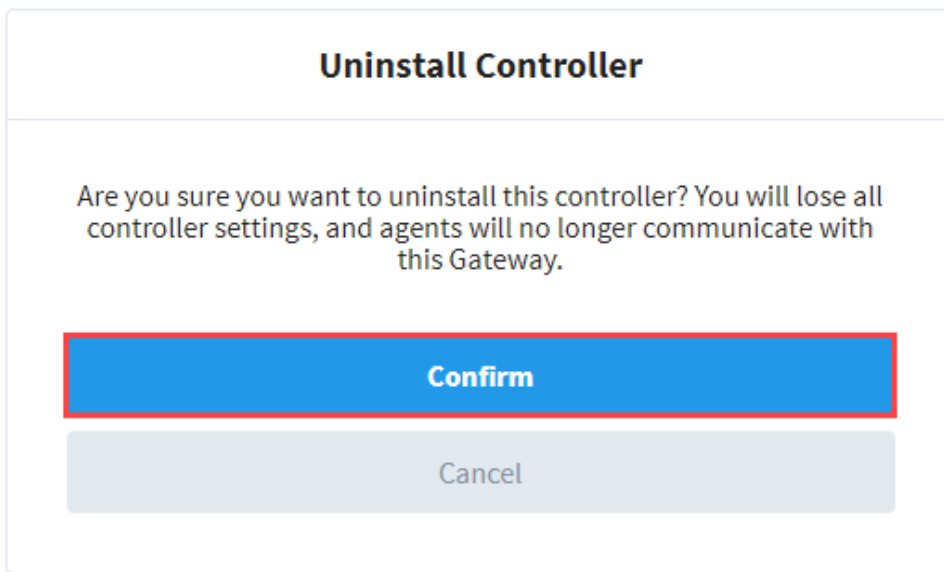 Uninstall Controller
Are you sure you want to uninstall this controller? You will lose all
controller settings, and agents will no longer communicate with
this Gateway.
Confirm
Cancel